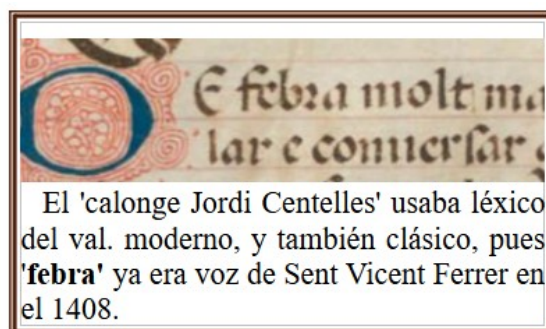 E febra molt ma
lar e conuersar
El 'calonge Jordi Centelles' usaba léxico
del val. moderno, y también clásico, pues
'febra' ya era voz de Sent Vicent Ferrer en
el 1408.